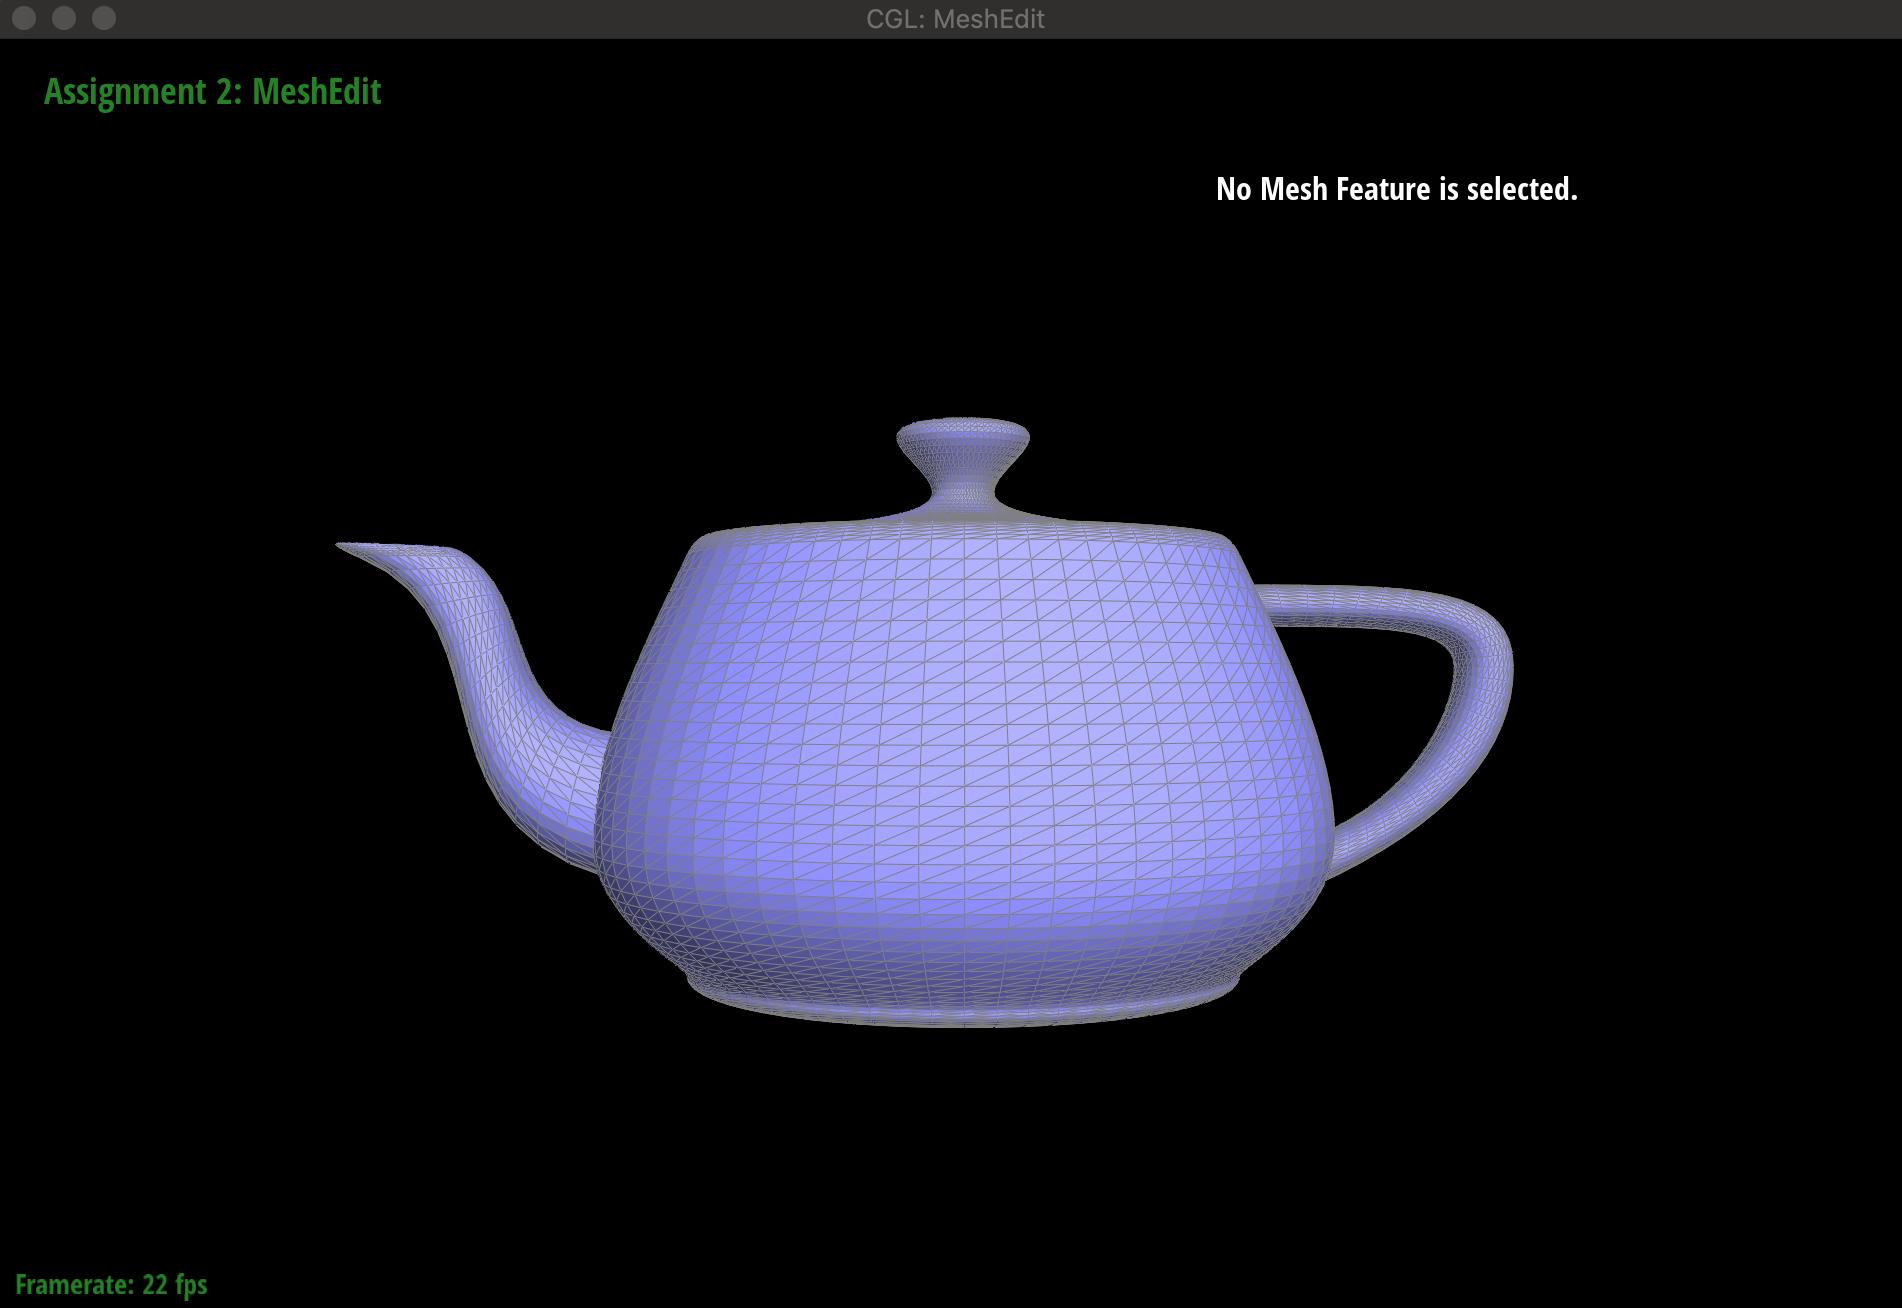 CGL: MeshEdit
Assignment 2: MeshEdit
No Mesh Feature is selected.
Framerate: 22 fps